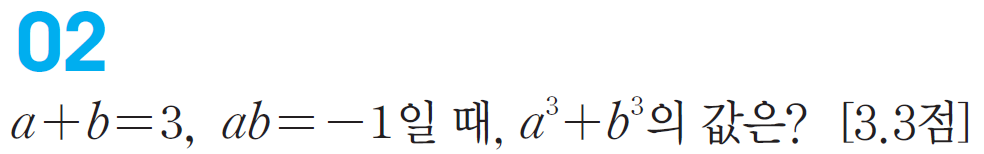 02
a+b=3, ab=-1일 때, a³+b³의 값은? [3.3점]